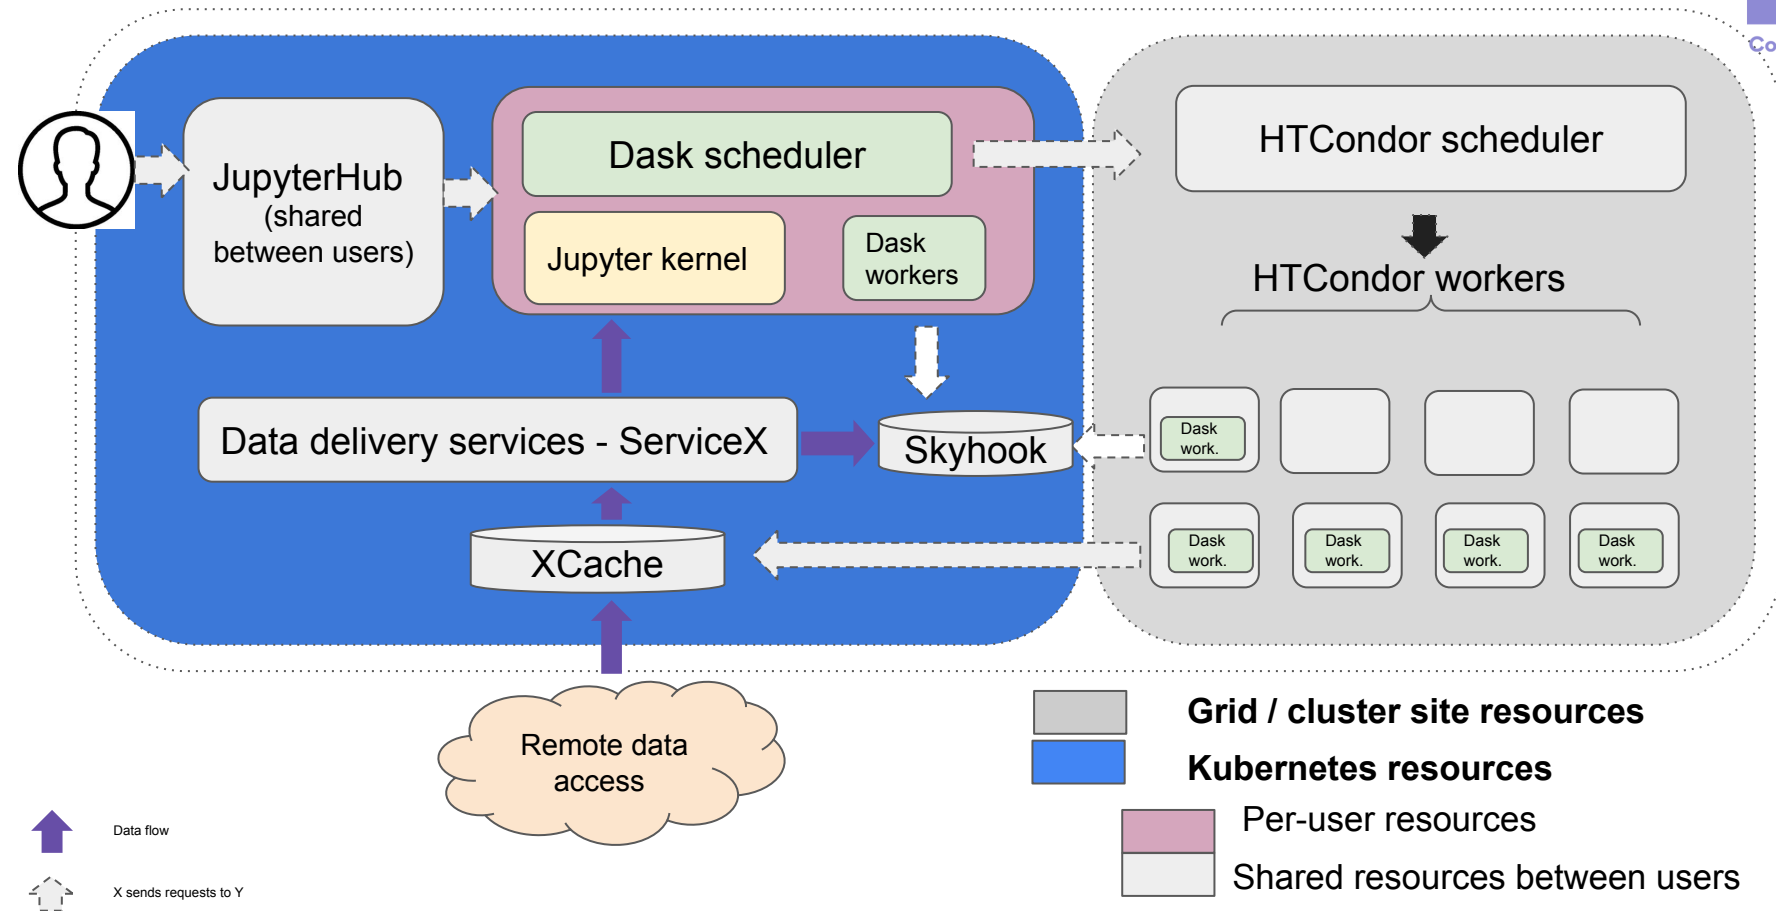 Co
JupyterHub
(shared
between users)
Dask scheduler
Jupyter kernel
Dask
workers
HTCondor scheduler
HTCondor workers
Data delivery services - ServiceX
Skyhook
XCache
Dask
work.
Dask
work.
Dask
work.
Dask
work.
Dask
work.
Remote data
access
Grid / cluster site resources
Kubernetes resources
Per-user resources
Shared resources between users
Data flow
X sends requests to Y